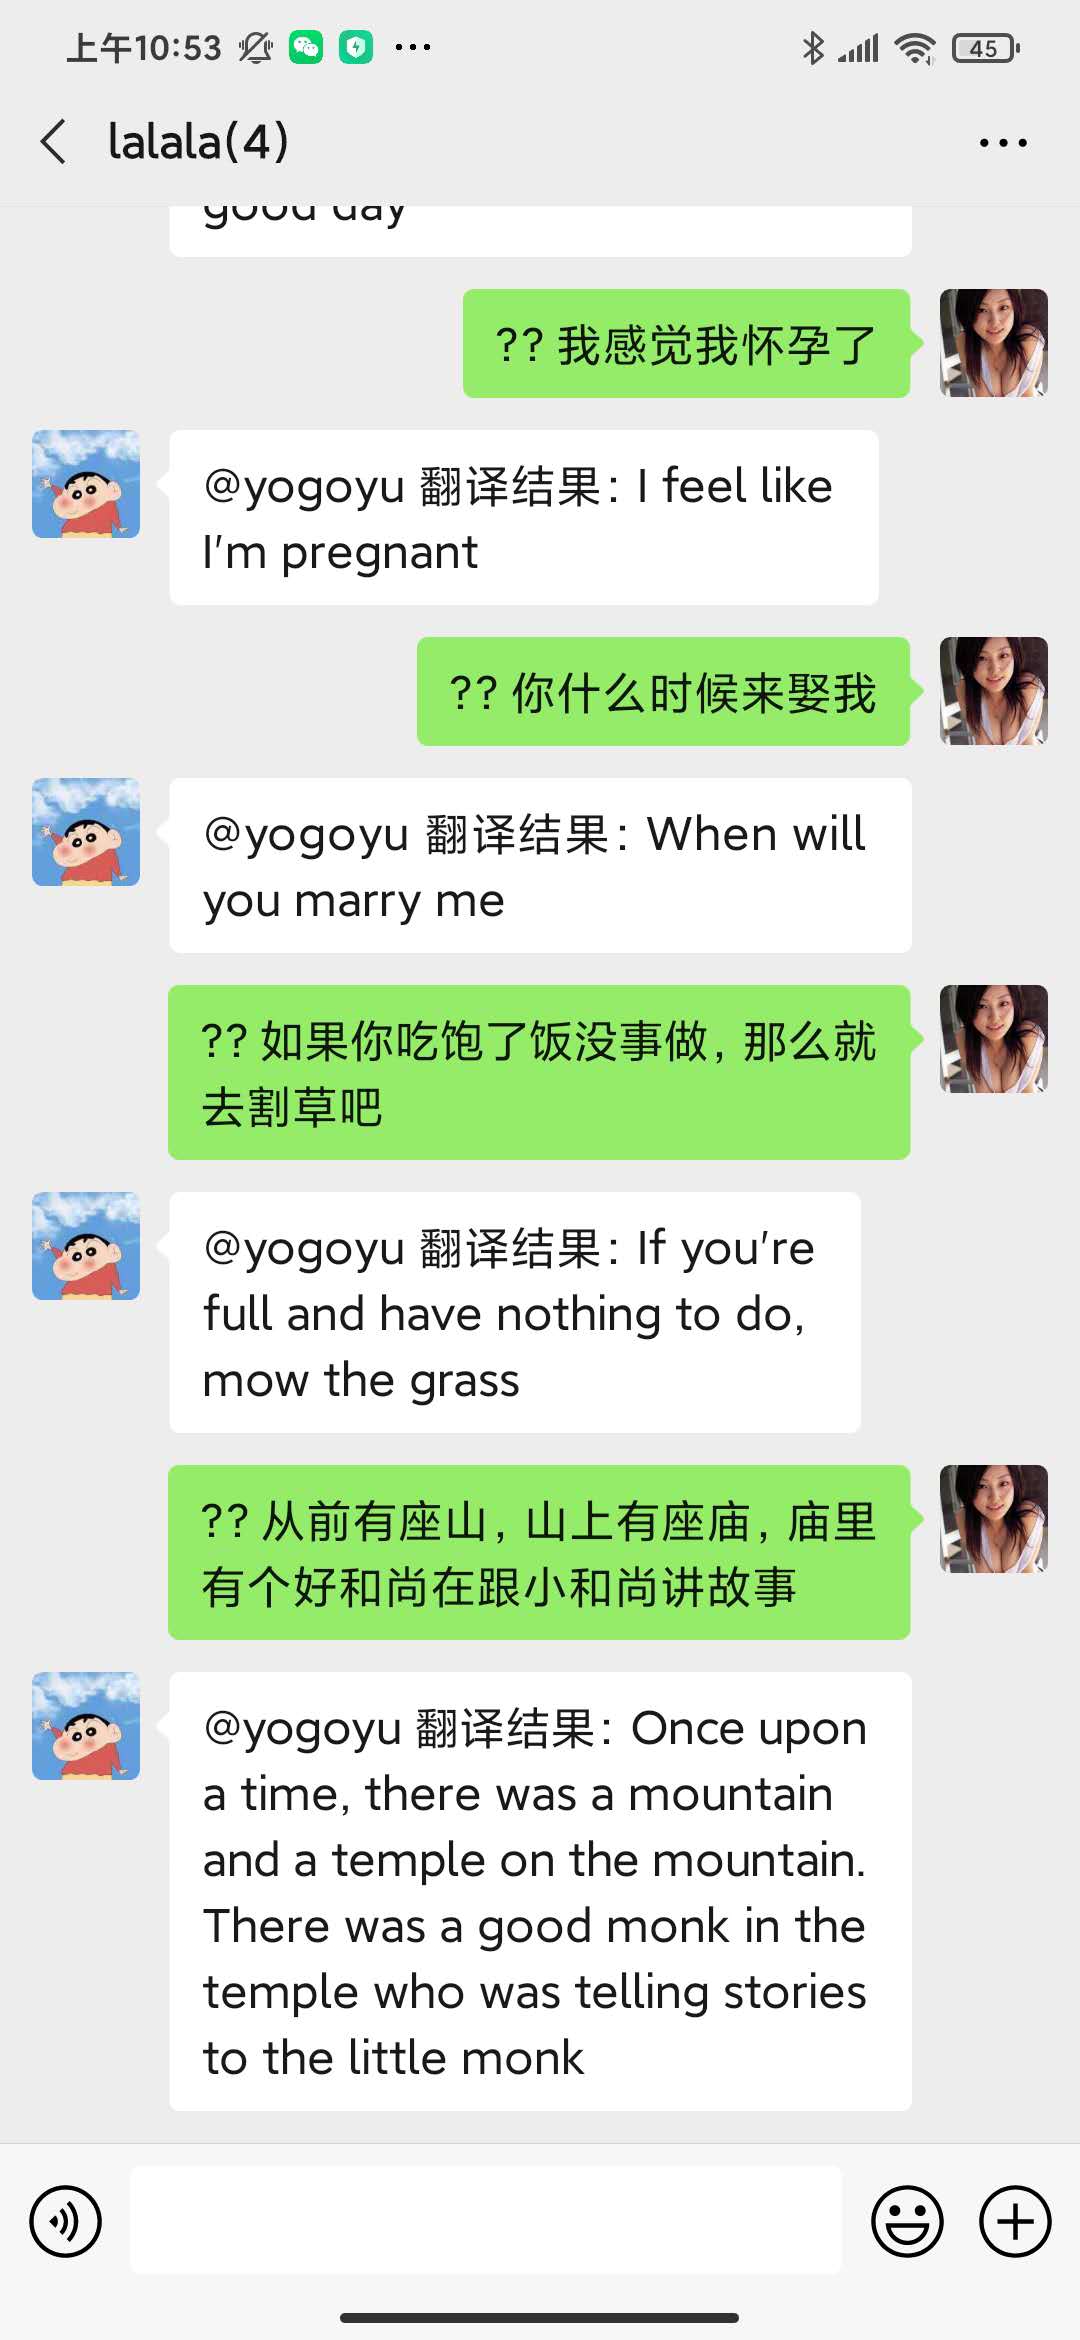 上午10:53
45
lalala(4)
good day
?? 我感觉我怀孕了
@yogoyu 翻译结果: I feel like
I'm pregnant
?? 你什么时候来娶我
@yogoyu 翻译结果: When will
you marry me
?? 如果你吃饱了饭没事做, 那么就
去割草吧
@yogoyu 翻译结果: If you're
full and have nothing to do,
mow the grass
?? 从前有座山, 山上有座庙, 庙里
有个好和尚在跟小和尚讲故事
@yogoyu 翻译结果: Once upon
a time, there was a mountain
and a temple on the mountain.
There was a good monk in the
temple who was telling stories
to the little monk